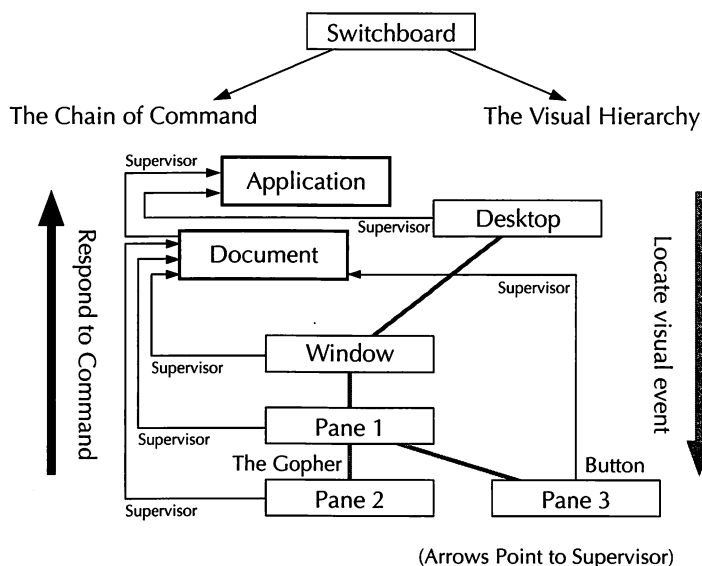 Switchboard
The Chain of Command
The Visual Hierarchy
Supervisor
Application
Supervisor
Desktop
Document
Supervisor
Respond to Command
Locate visual event
Window
Supervisor
Pane 1
Supervisor
The Gopher
Button
Pane 2
Pane 3
Supervisor
(Arrows Point to Supervisor)